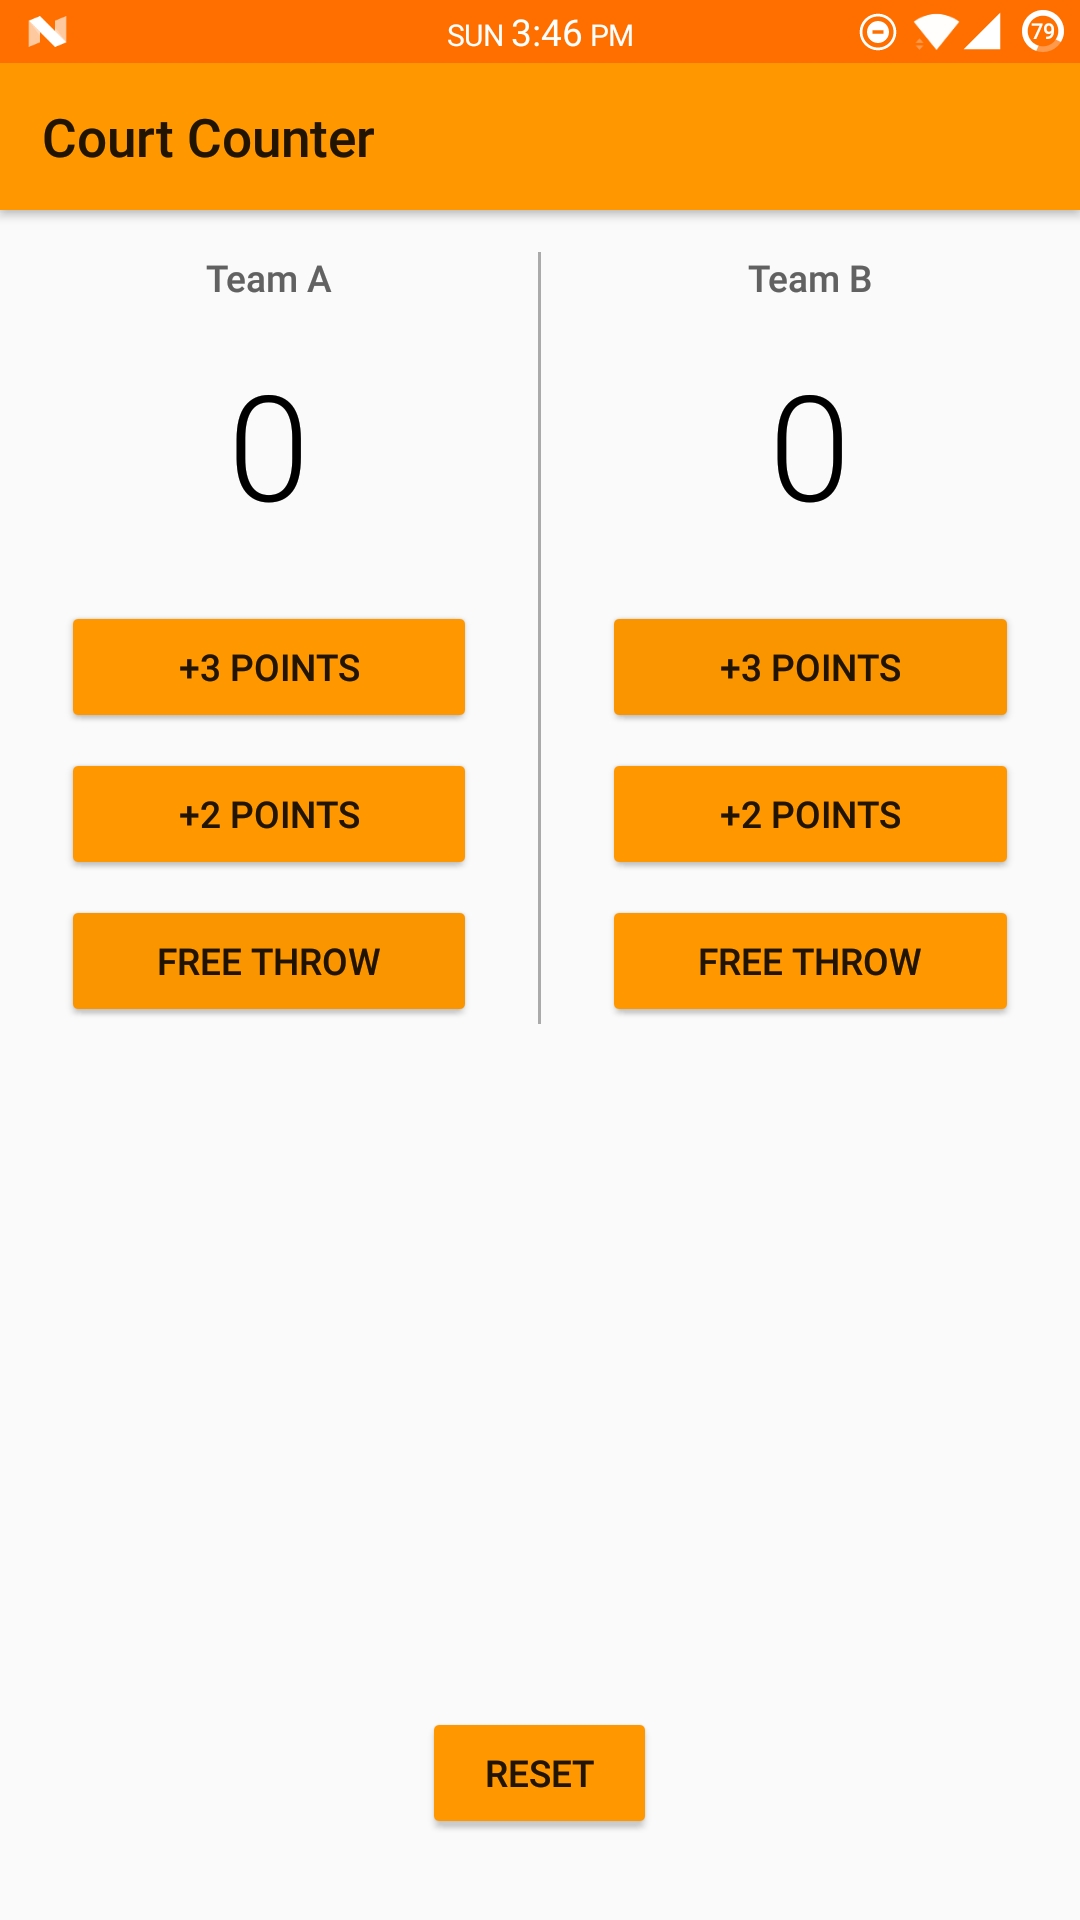 SUN 3:46 PM 79
Court Counter
Team A
0
+3 POINTS
+2 POINTS
FREE THROW
Team B
0
+3 POINTS
+2 POINTS
FREE THROW
RESET